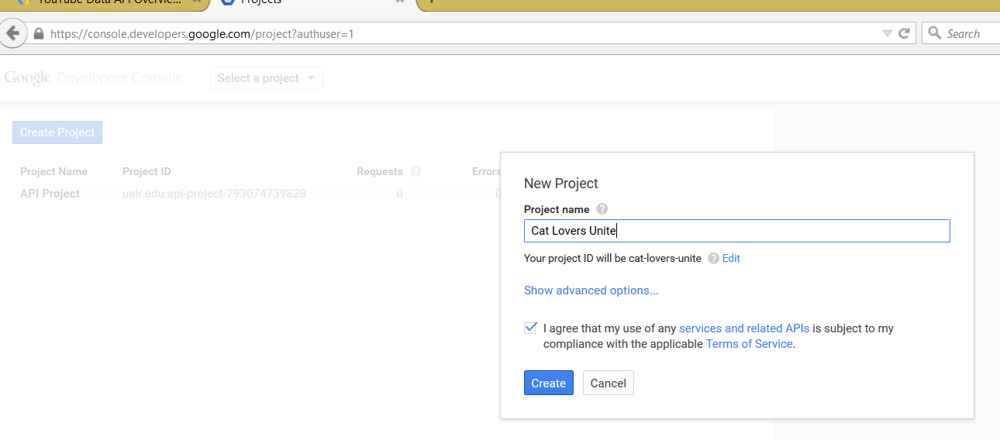 YouTube Data API Overvie...
Projects
https://console.developers.google.com/project?authuser=1
Search
Google Developers Console
Select a project
Create Project
Project Name Project ID Requests Errors
API Project ualr.edu:api-project-793074739828 0 0
New Project
Project name
Cat Lovers Unite
Your project ID will be cat-lovers-unite Edit
Show advanced options...
I agree that my use of any services and related APIs is subject to my
compliance with the applicable Terms of Service.
Create Cancel